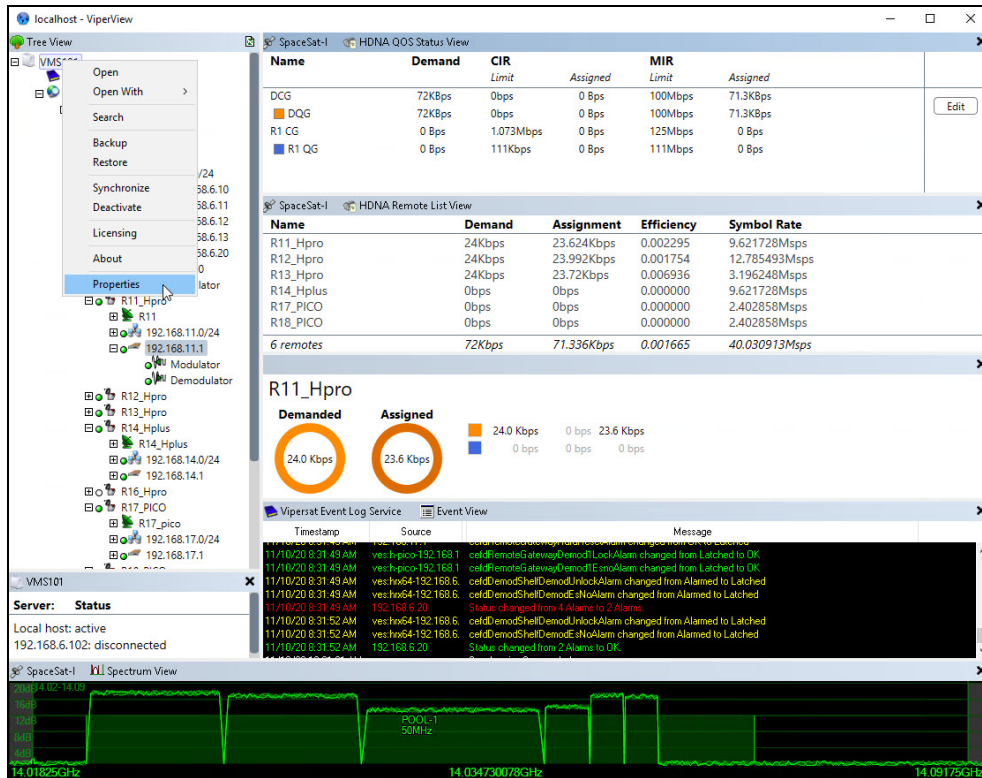 localhost - ViperView
Tree View
VMS101
Open
Open With
Search
Backup
Restore
Synchronize
Deactivate
Licensing
About
Properties
/24
58.6.10
58.6.11
58.6.12
58.6.13
58.6.20
0
lator
R11_Hpro
R11
192.168.11.0/24
192.168.11.1
Modulator
Demodulator
R12_Hpro
R13_Hpro
R14_Hplus
R14_Hplus
192.168.14.0/24
192.168.14.1
R16_Hpro
R17_PICO
R17_pico
192.168.17.0/24
192.168.17.1
VMS101
Server: Status
Local host: active
192.168.6.102: disconnected
SpaceSat-I HDNA QOS Status View
Name Demand CIR MIR
Limit Assigned Limit Assigned
DCG 72KBps 0bps 0 Bps 100Mbps 71.3KBps
DQG 72KBps 0bps 0 Bps 100Mbps 71.3KBps
R1 CG 0 Bps 1.073Mbps 0 Bps 125Mbps 0 Bps
R1 QG 0 Bps 111Kbps 0 Bps 111Mbps 0 Bps
Edit
SpaceSat-I HDNA Remote List View
Name Demand Assignment Efficiency Symbol Rate
R11_Hpro 24Kbps 23.624Kbps 0.002295 9.621728Msps
R12_Hpro 24Kbps 23.992Kbps 0.001754 12.785493Msps
R13_Hpro 24Kbps 23.72Kbps 0.006936 3.196248Msps
R14_Hplus 0bps 0bps 0.000000 9.621728Msps
R17_PICO 0bps 0bps 0.000000 2.402858Msps
R18_PICO 0bps 0bps 0.000000 2.402858Msps
6 remotes 72Kbps 71.336Kbps 0.001665 40.030913Msps
R11_Hpro
Demanded Assigned
24.0 Kbps 23.6 Kbps
24.0 Kbps 0 bps 23.6 Kbps
0 bps 0 bps 0 bps
Vipersat Event Log Service Event View
Timestamp Source Message
11/10/20 8:31:49 AM ves:h-pico-192.168.1 cefdRemoteGatewayDemod1LockAlarm changed from Latched to OK
11/10/20 8:31:49 AM ves:h-pico-192.168.1 cefdRemoteGatewayDemod1EsnoAlarm changed from Latched to OK
11/10/20 8:31:49 AM ves:hrx64-192.168.6. cefdDemodShelfDemodUnlockAlarm changed from Alarmed to Latched
11/10/20 8:31:49 AM ves:hrx64-192.168.6. cefdDemodShelfDemodEsNoAlarm changed from Alarmed to Latched
11/10/20 8:31:49 AM 192.168.6.20 Status changed from 4 Alarms to 2 Alarms
11/10/20 8:31:52 AM ves:hrx64-192.168.6. cefdDemodShelfDemodUnlockAlarm changed from Alarmed to Latched
11/10/20 8:31:52 AM ves:hrx64-192.168.6. cefdDemodShelfDemodEsNoAlarm changed from Alarmed to Latched
11/10/20 8:31:52 AM 192.168.6.20 Status changed from 2 Alarms to OK.
SpaceSat-I Spectrum View
20dB 14.02-14.09
16dB
12dB
8dB
4dB
POOL-1
50MHz
14.01825GHz 14.034730078GHz 14.09175GHz